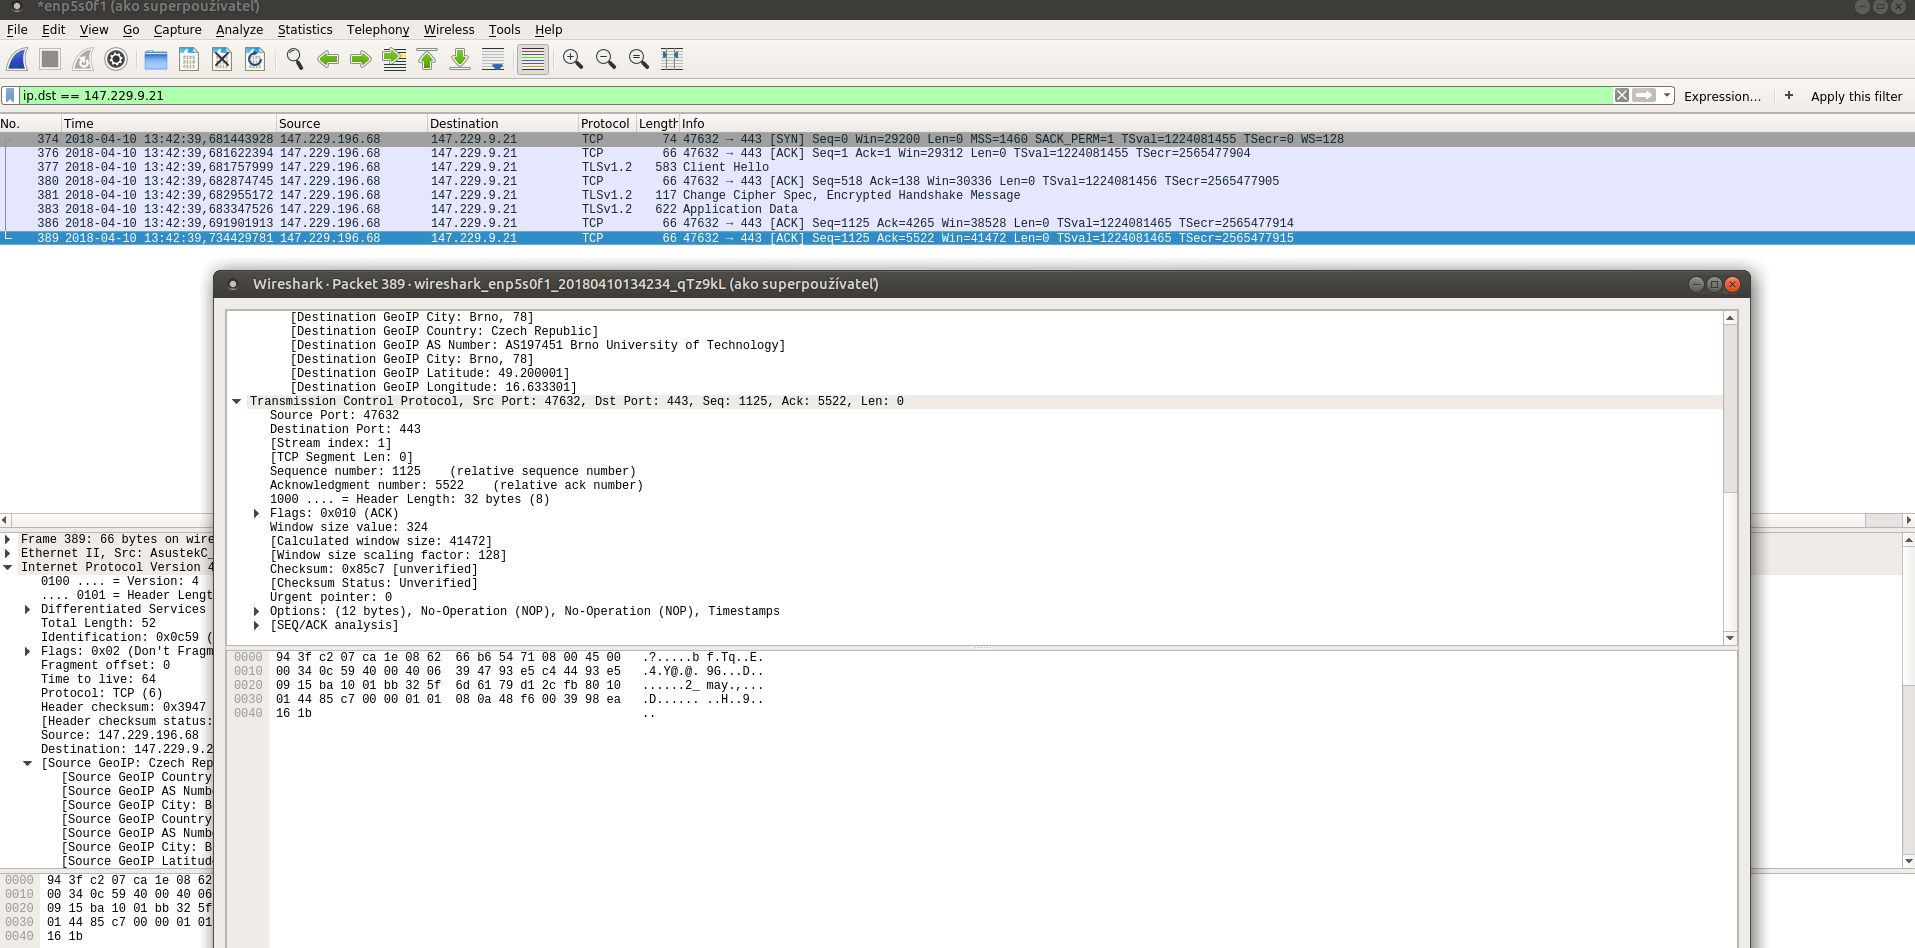 *enp5s0f1 (ako superpoužívateľ)
File Edit View Go Capture Analyze Statistics Telephony Wireless Tools Help
ip.dst == 147.229.9.21 Expression… + Apply this filter
No. Time Source Destination Protocol Length Info
374 2018-04-10 13:42:39,681443928 147.229.196.68 147.229.9.21 TCP 74 47632 → 443 [SYN] Seq=0 Win=29200 Len=0 MSS=1460 SACK_PERM=1 TSval=1224081455 TSecr=0 WS=128
376 2018-04-10 13:42:39,681622394 147.229.196.68 147.229.9.21 TCP 66 47632 → 443 [ACK] Seq=1 Ack=1 Win=29312 Len=0 TSval=1224081455 TSecr=2565477904
377 2018-04-10 13:42:39,681757999 147.229.196.68 147.229.9.21 TLSv1.2 583 Client Hello
380 2018-04-10 13:42:39,682874745 147.229.196.68 147.229.9.21 TCP 66 47632 → 443 [ACK] Seq=518 Ack=138 Win=30336 Len=0 TSval=1224081456 TSecr=2565477905
381 2018-04-10 13:42:39,682955172 147.229.196.68 147.229.9.21 TLSv1.2 117 Change Cipher Spec, Encrypted Handshake Message
383 2018-04-10 13:42:39,683347526 147.229.196.68 147.229.9.21 TLSv1.2 622 Application Data
386 2018-04-10 13:42:39,691901913 147.229.196.68 147.229.9.21 TCP 66 47632 → 443 [ACK] Seq=1125 Ack=4265 Win=38528 Len=0 TSval=1224081465 TSecr=2565477914
389 2018-04-10 13:42:39,734429781 147.229.196.68 147.229.9.21 TCP 66 47632 → 443 [ACK] Seq=1125 Ack=5522 Win=41472 Len=0 TSval=1224081465 TSecr=2565477915
Wireshark · Packet 389 · wireshark_enp5s0f1_20180410134234_qTz9kL (ako superpoužívateľ)
[Destination GeoIP City: Brno, 78]
[Destination GeoIP Country: Czech Republic]
[Destination GeoIP AS Number: AS197451 Brno University of Technology]
[Destination GeoIP City: Brno, 78]
[Destination GeoIP Latitude: 49.200001]
[Destination GeoIP Longitude: 16.633301]
Transmission Control Protocol, Src Port: 47632, Dst Port: 443, Seq: 1125, Ack: 5522, Len: 0
Source Port: 47632
Destination Port: 443
[Stream index: 1]
[TCP Segment Len: 0]
Sequence number: 1125 (relative sequence number)
Acknowledgment number: 5522 (relative ack number)
1000 .... = Header Length: 32 bytes (8)
Flags: 0x010 (ACK)
Window size value: 324
[Calculated window size: 41472]
[Window size scaling factor: 128]
Checksum: 0x85c7 [unverified]
[Checksum Status: Unverified]
Urgent pointer: 0
Options: (12 bytes), No-Operation (NOP), No-Operation (NOP), Timestamps
[SEQ/ACK analysis]
0000 94 3f c2 07 ca 1e 08 62 66 b6 54 71 08 00 45 00 .?.....b f.Tq..E.
0010 00 34 0c 59 40 00 40 06 39 47 93 e5 c4 44 93 e5 .4.Y@.@. 9G...D..
0020 09 15 ba 10 01 bb 32 5f 6d 61 79 d1 2c fb 80 10 ......2_ may.,...
0030 01 44 85 c7 00 00 01 01 08 0a 48 f6 00 39 98 ea .D...... ..H..9..
0040 16 1b ..
Frame 389: 66 bytes on wire
Ethernet II, Src: AsustekC_
Internet Protocol Version 4
0100 .... = Version: 4
.... 0101 = Header Lengt
Differentiated Services
Total Length: 52
Identification: 0x0c59 (
Flags: 0x02 (Don't Fragm
Fragment offset: 0
Time to live: 64
Protocol: TCP (6)
Header checksum: 0x3947
[Header checksum status:
Source: 147.229.196.68
Destination: 147.229.9.2
[Source GeoIP: Czech Rep
[Source GeoIP Country
[Source GeoIP AS Numb
[Source GeoIP City: B
[Source GeoIP Country
[Source GeoIP AS Numb
[Source GeoIP City: B
[Source GeoIP Latitud
0000 94 3f c2 07 ca 1e 08 62
0010 00 34 0c 59 40 00 40 06
0020 09 15 ba 10 01 bb 32 5f
0030 01 44 85 c7 00 00 01 01
0040 16 1b